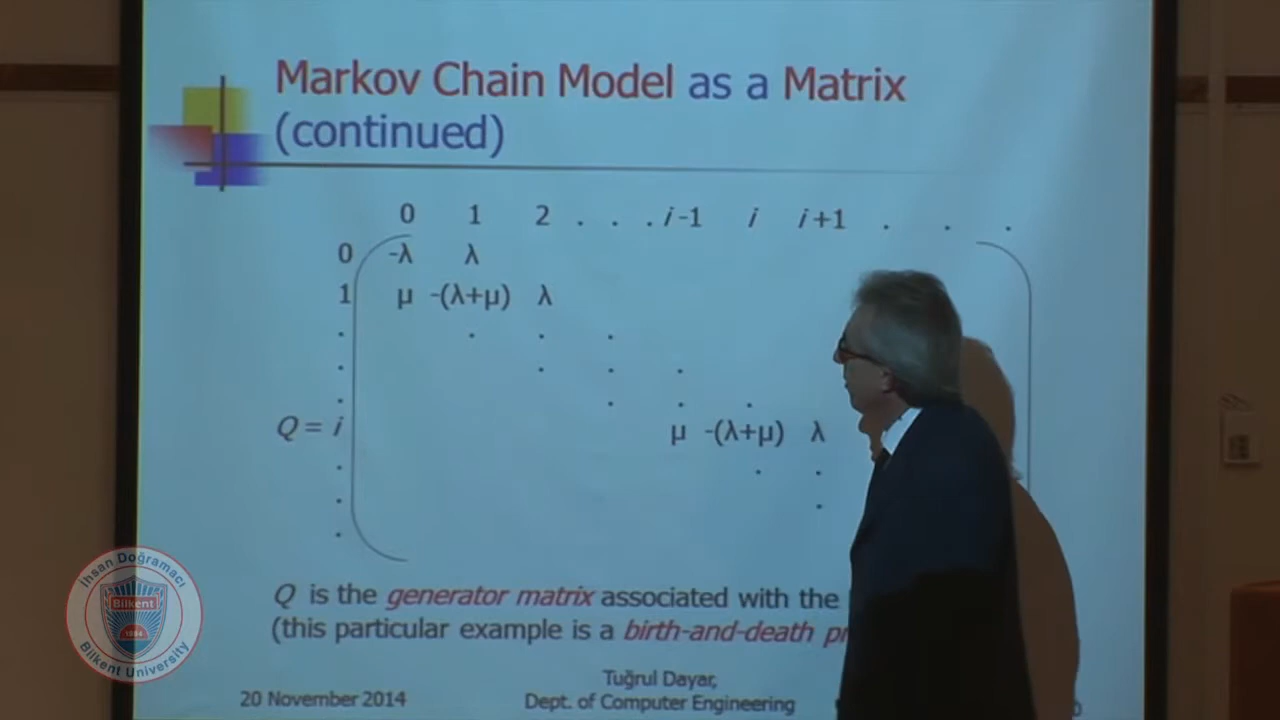 Markov Chain Model as a Matrix
(continued)
0 1 2 . . . i-1 i i+1 . . .
0 -λ λ
1 μ -(λ+μ) λ
. . . .
. . . .
. . . .
Q = i μ -(λ+μ) λ
. . .
. .
.
Q is the generator matrix associated with the
(this particular example is a birth-and-death
20 November 2014
Tuğrul Dayar,
Dept. of Computer Engineering
İhsan Doğramacı
Bilkent
1984
Bilkent University